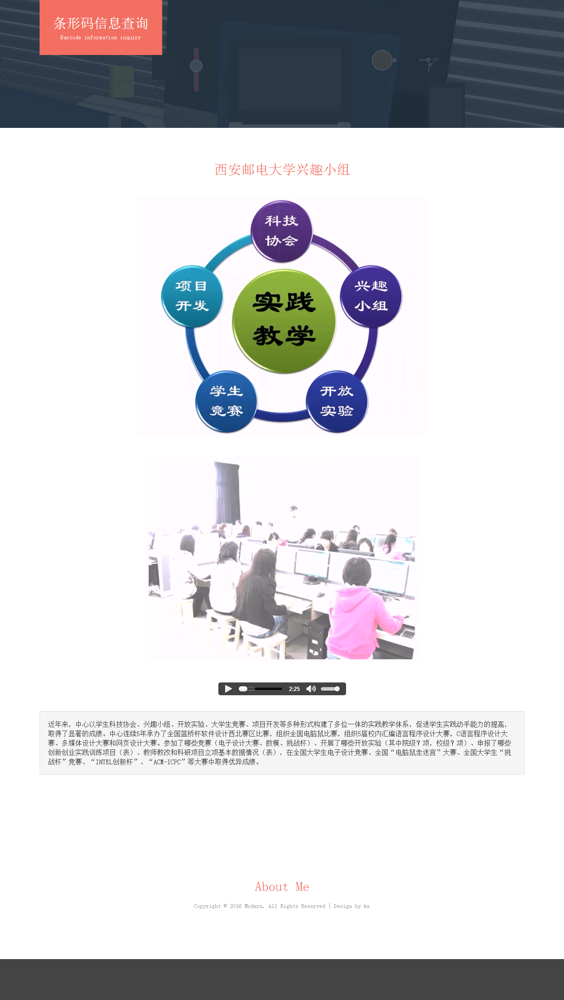 条形码信息查询
Barcode information inquiry
西安邮电大学兴趣小组
科技
协会
项目
开发
兴趣
小组
实践
教学
学生
竞赛
开放
实验
2:25
近年来，中心以学生科技协会、兴趣小组、开放实验、大学生竞赛、项目开发等多种形式构建了多位一体的实践教学体系，促进学生实践动手能力的提高，
取得了显著的成绩。中心连续5年承办了全国蓝桥杯软件设计西北赛区比赛，组织全国电脑鼠比赛，组织5届校内汇编语言程序设计大赛，C语言程序设计大
赛、多媒体设计大赛和网页设计大赛。参加了哪些竞赛（电子设计大赛、数模、挑战杯）、开展了哪些开放实验（其中院级？项，校级？项）、申报了哪些
创新创业实践训练项目（表）、教师教改和科研项目立项基本数据情况（表），在全国大学生电子设计竞赛、全国“电脑鼠走迷宫”大赛、全国大学生“挑
战杯”竞赛、“INTEL创新杯”、“ACM-ICPC”等大赛中取得优异成绩。
About Me
Copyright © 2016 Modern. All Rights Reserved | Design by kx